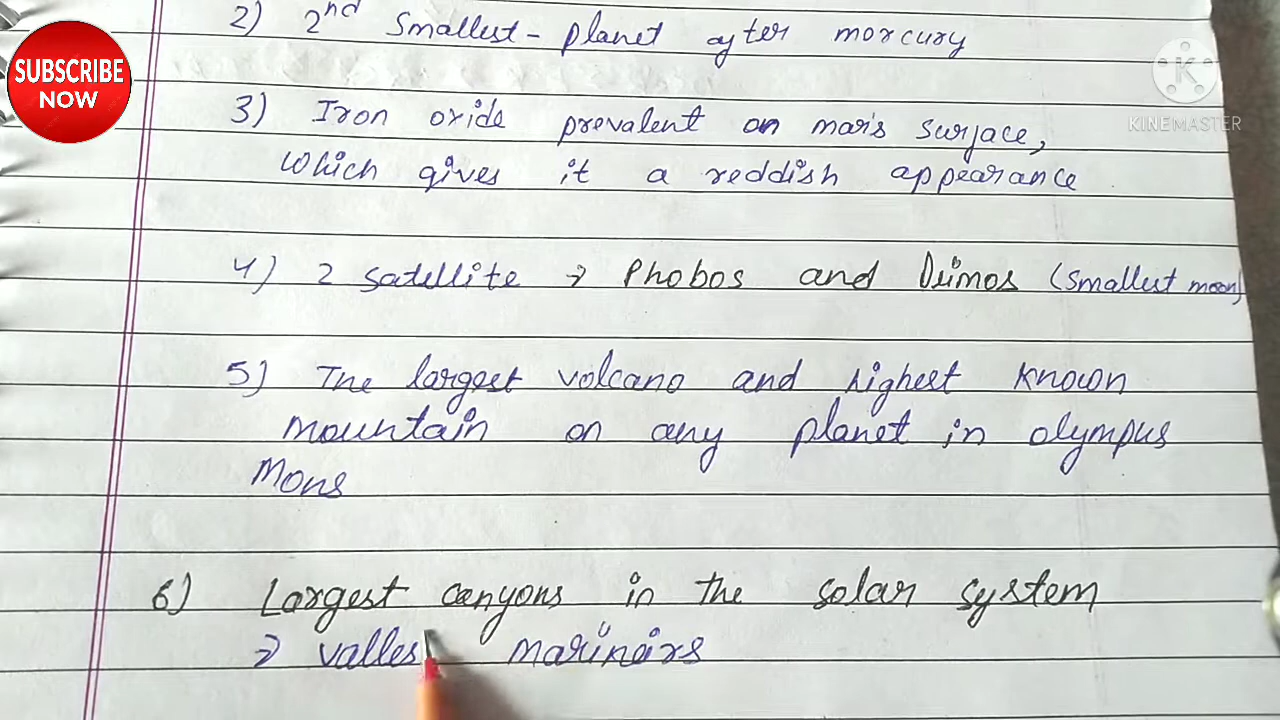 SUBSCRIBE
NOW
KINEMASTER
2) 2nd smallest - planet after morcury
3) Iron oxide prevalent on mar's surface,
which gives it a reddish appearance
4) 2 satellite → Phobos and Deimos (smallest moon)
5) The largest volcano and highest known
mountain on any planet in olympus
Mons
6) Largest canyons in the solar system
→ valles marineirs